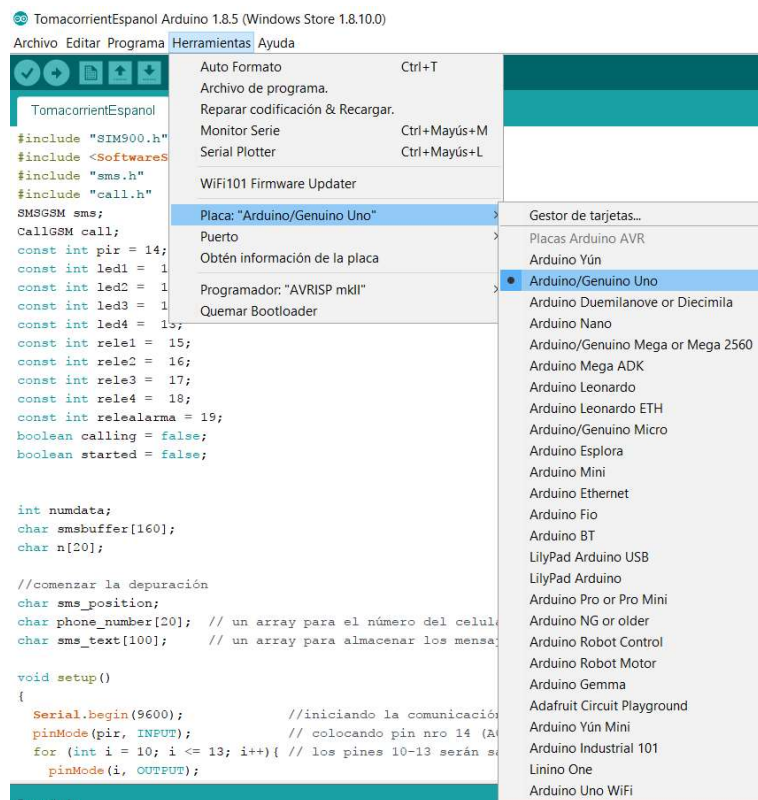 TomacorrientEspanol Arduino 1.8.5 (Windows Store 1.8.10.0)
Archivo Editar Programa Herramientas Ayuda
TomacorrientEspanol
Auto Formato Ctrl+T
Archivo de programa.
Reparar codificación & Recargar.
Monitor Serie Ctrl+Mayús+M
Serial Plotter Ctrl+Mayús+L
WiFi101 Firmware Updater
Placa: "Arduino/Genuino Uno"
Puerto
Obtén información de la placa
Programador: "AVRISP mkII"
Quemar Bootloader
Gestor de tarjetas...
Placas Arduino AVR
Arduino Yún
Arduino/Genuino Uno
Arduino Duemilanove or Diecimila
Arduino Nano
Arduino/Genuino Mega or Mega 2560
Arduino Mega ADK
Arduino Leonardo
Arduino Leonardo ETH
Arduino/Genuino Micro
Arduino Esplora
Arduino Mini
Arduino Ethernet
Arduino Fio
Arduino BT
LilyPad Arduino USB
LilyPad Arduino
Arduino Pro or Pro Mini
Arduino NG or older
Arduino Robot Control
Arduino Robot Motor
Arduino Gemma
Adafruit Circuit Playground
Arduino Yún Mini
Arduino Industrial 101
Linino One
Arduino Uno WiFi
#include "SIM900.h"
#include <SoftwareS
#include "sms.h"
#include "call.h"
SMSGSM sms;
CallGSM call;
const int pir = 14;
const int led1 = 1
const int led2 = 1
const int led3 = 1
const int led4 = 13;
const int rele1 = 15;
const int rele2 = 16;
const int rele3 = 17;
const int rele4 = 18;
const int relealarma = 19;
boolean calling = false;
boolean started = false;
int numdata;
char smsbuffer[160];
char n[20];
//comenzar la depuración
char sms_position;
char phone_number[20]; // un array para el número del celul
char sms_text[100]; // un array para almacenar los mensa
void setup()
{
Serial.begin(9600); //iniciando la comunicación
pinMode(pir, INPUT); // colocando pin nro 14 (A
for (int i = 10; i <= 13; i++){ // los pines 10-13 serán sa
pinMode(i, OUTPUT);